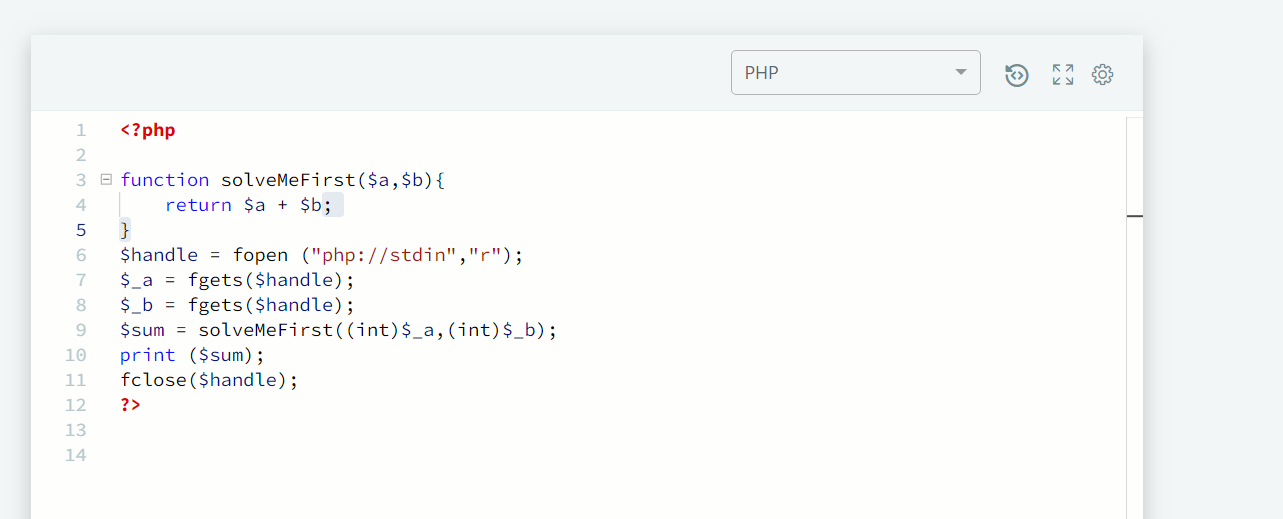 PHP
1 <?php
2
3 function solveMeFirst($a,$b){
4     return $a + $b;
5 }
6 $handle = fopen ("php://stdin","r");
7 $_a = fgets($handle);
8 $_b = fgets($handle);
9 $sum = solveMeFirst((int)$_a,(int)$_b);
10 print ($sum);
11 fclose($handle);
12 ?>
13
14